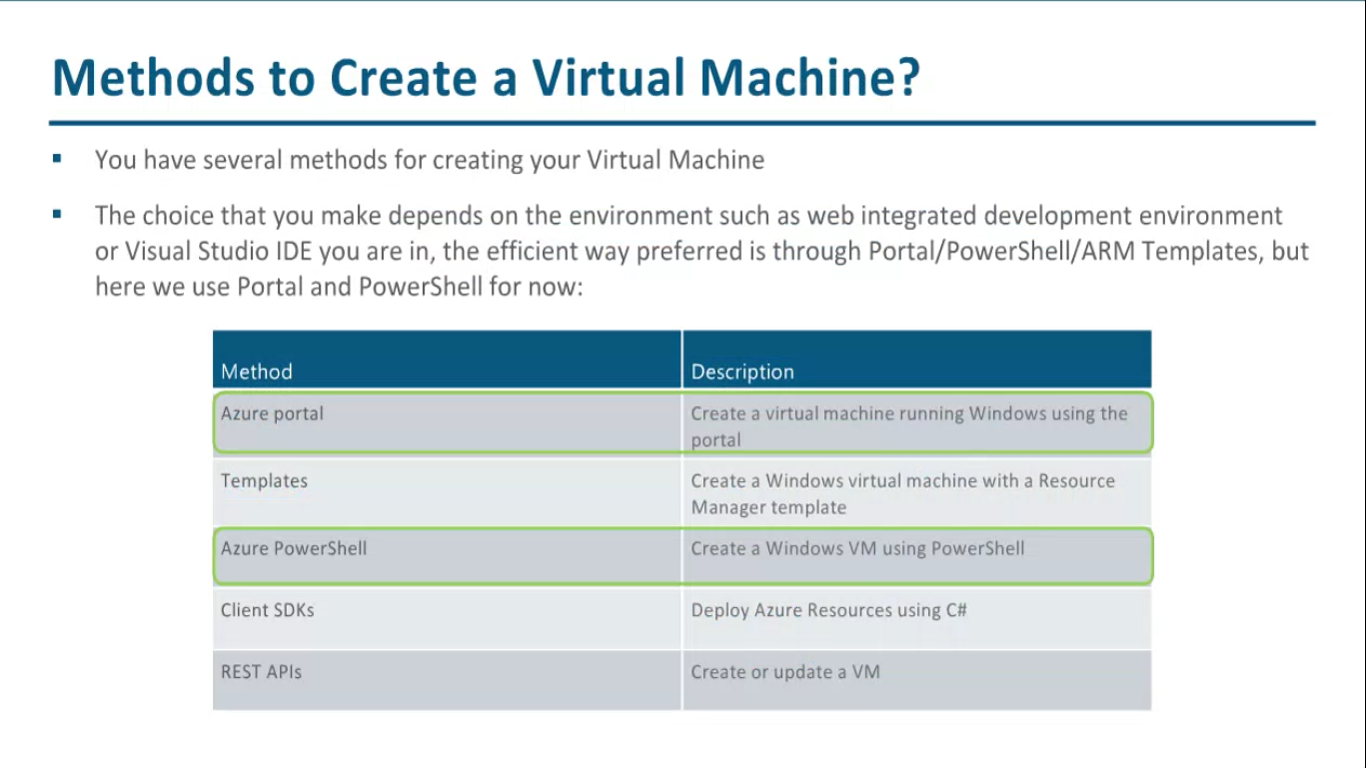 Methods to Create a Virtual Machine?
You have several methods for creating your Virtual Machine
The choice that you make depends on the environment such as web integrated development environment
or Visual Studio IDE you are in, the efficient way preferred is through Portal/PowerShell/ARM Templates, but
here we use Portal and PowerShell for now:
Method Description
Azure portal Create a virtual machine running Windows using the
portal
Templates Create a Windows virtual machine with a Resource
Manager template
Azure PowerShell Create a Windows VM using PowerShell
Client SDKs Deploy Azure Resources using C#
REST APIs Create or update a VM